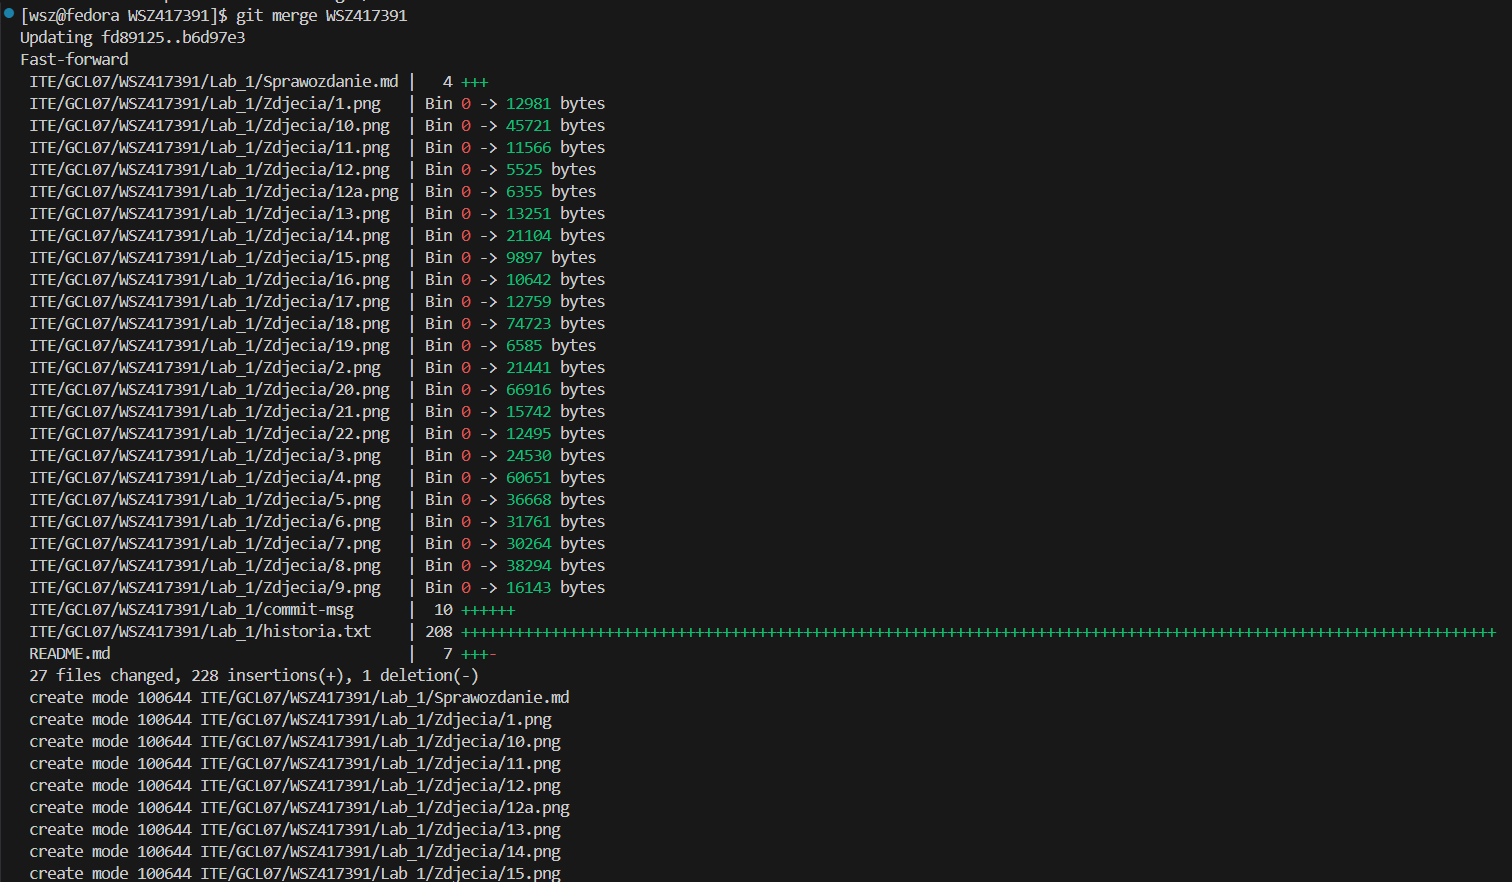 [wsz@fedora WSZ417391]$ git merge WSZ417391
Updating fd89125..b6d97e3
Fast-forward
 ITE/GCL07/WSZ417391/Lab_1/Sprawozdanie.md |   4 +++
 ITE/GCL07/WSZ417391/Lab_1/Zdjecia/1.png   | Bin 0 -> 12981 bytes
 ITE/GCL07/WSZ417391/Lab_1/Zdjecia/10.png  | Bin 0 -> 45721 bytes
 ITE/GCL07/WSZ417391/Lab_1/Zdjecia/11.png  | Bin 0 -> 11566 bytes
 ITE/GCL07/WSZ417391/Lab_1/Zdjecia/12.png  | Bin 0 -> 5525 bytes
 ITE/GCL07/WSZ417391/Lab_1/Zdjecia/12a.png | Bin 0 -> 6355 bytes
 ITE/GCL07/WSZ417391/Lab_1/Zdjecia/13.png  | Bin 0 -> 13251 bytes
 ITE/GCL07/WSZ417391/Lab_1/Zdjecia/14.png  | Bin 0 -> 21104 bytes
 ITE/GCL07/WSZ417391/Lab_1/Zdjecia/15.png  | Bin 0 -> 9897 bytes
 ITE/GCL07/WSZ417391/Lab_1/Zdjecia/16.png  | Bin 0 -> 10642 bytes
 ITE/GCL07/WSZ417391/Lab_1/Zdjecia/17.png  | Bin 0 -> 12759 bytes
 ITE/GCL07/WSZ417391/Lab_1/Zdjecia/18.png  | Bin 0 -> 74723 bytes
 ITE/GCL07/WSZ417391/Lab_1/Zdjecia/19.png  | Bin 0 -> 6585 bytes
 ITE/GCL07/WSZ417391/Lab_1/Zdjecia/2.png   | Bin 0 -> 21441 bytes
 ITE/GCL07/WSZ417391/Lab_1/Zdjecia/20.png  | Bin 0 -> 66916 bytes
 ITE/GCL07/WSZ417391/Lab_1/Zdjecia/21.png  | Bin 0 -> 15742 bytes
 ITE/GCL07/WSZ417391/Lab_1/Zdjecia/22.png  | Bin 0 -> 12495 bytes
 ITE/GCL07/WSZ417391/Lab_1/Zdjecia/3.png   | Bin 0 -> 24530 bytes
 ITE/GCL07/WSZ417391/Lab_1/Zdjecia/4.png   | Bin 0 -> 60651 bytes
 ITE/GCL07/WSZ417391/Lab_1/Zdjecia/5.png   | Bin 0 -> 36668 bytes
 ITE/GCL07/WSZ417391/Lab_1/Zdjecia/6.png   | Bin 0 -> 31761 bytes
 ITE/GCL07/WSZ417391/Lab_1/Zdjecia/7.png   | Bin 0 -> 30264 bytes
 ITE/GCL07/WSZ417391/Lab_1/Zdjecia/8.png   | Bin 0 -> 38294 bytes
 ITE/GCL07/WSZ417391/Lab_1/Zdjecia/9.png   | Bin 0 -> 16143 bytes
 ITE/GCL07/WSZ417391/Lab_1/commit-msg      |  10 ++++++
 ITE/GCL07/WSZ417391/Lab_1/historia.txt    | 208 +++++++++++++++++++++++++++++++++++++++++++++++++++++++++++++++++++++++++++++++++++++++++++++++++++++++++++++++++++
 README.md                                 |   7 +++-
 27 files changed, 228 insertions(+), 1 deletion(-)
 create mode 100644 ITE/GCL07/WSZ417391/Lab_1/Sprawozdanie.md
 create mode 100644 ITE/GCL07/WSZ417391/Lab_1/Zdjecia/1.png
 create mode 100644 ITE/GCL07/WSZ417391/Lab_1/Zdjecia/10.png
 create mode 100644 ITE/GCL07/WSZ417391/Lab_1/Zdjecia/11.png
 create mode 100644 ITE/GCL07/WSZ417391/Lab_1/Zdjecia/12.png
 create mode 100644 ITE/GCL07/WSZ417391/Lab_1/Zdjecia/12a.png
 create mode 100644 ITE/GCL07/WSZ417391/Lab_1/Zdjecia/13.png
 create mode 100644 ITE/GCL07/WSZ417391/Lab_1/Zdjecia/14.png
 create mode 100644 ITE/GCL07/WSZ417391/Lab_1/Zdjecia/15.png